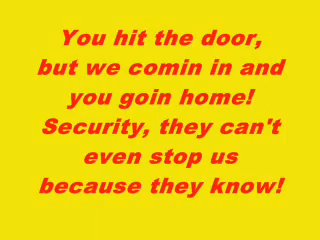 You hit the door,
but we comin in and
you goin home!
Security, they can't
even stop us
because they know!